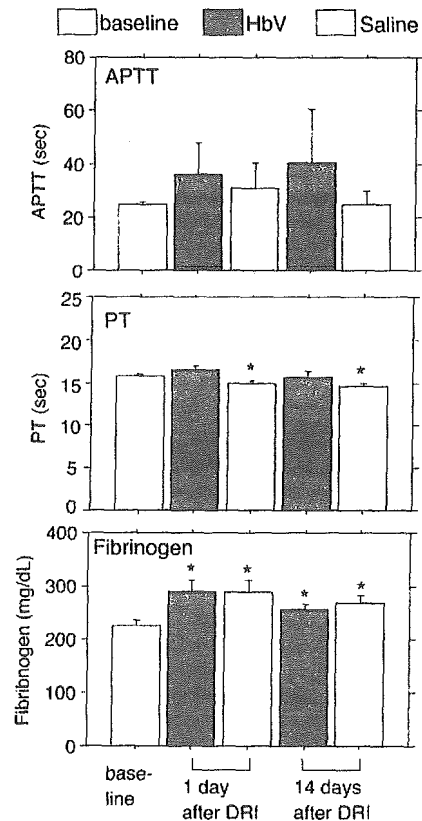 baseline HbV Saline
APTT
80
60
40
20
0
APTT (sec)
PT
25
20
15
10
5
0
PT (sec)
* *
Fibrinogen
400
300
200
100
0
Fibribnogen (mg/dL)
* * * *
base-
line
1 day
after DRI
14 days
after DRI